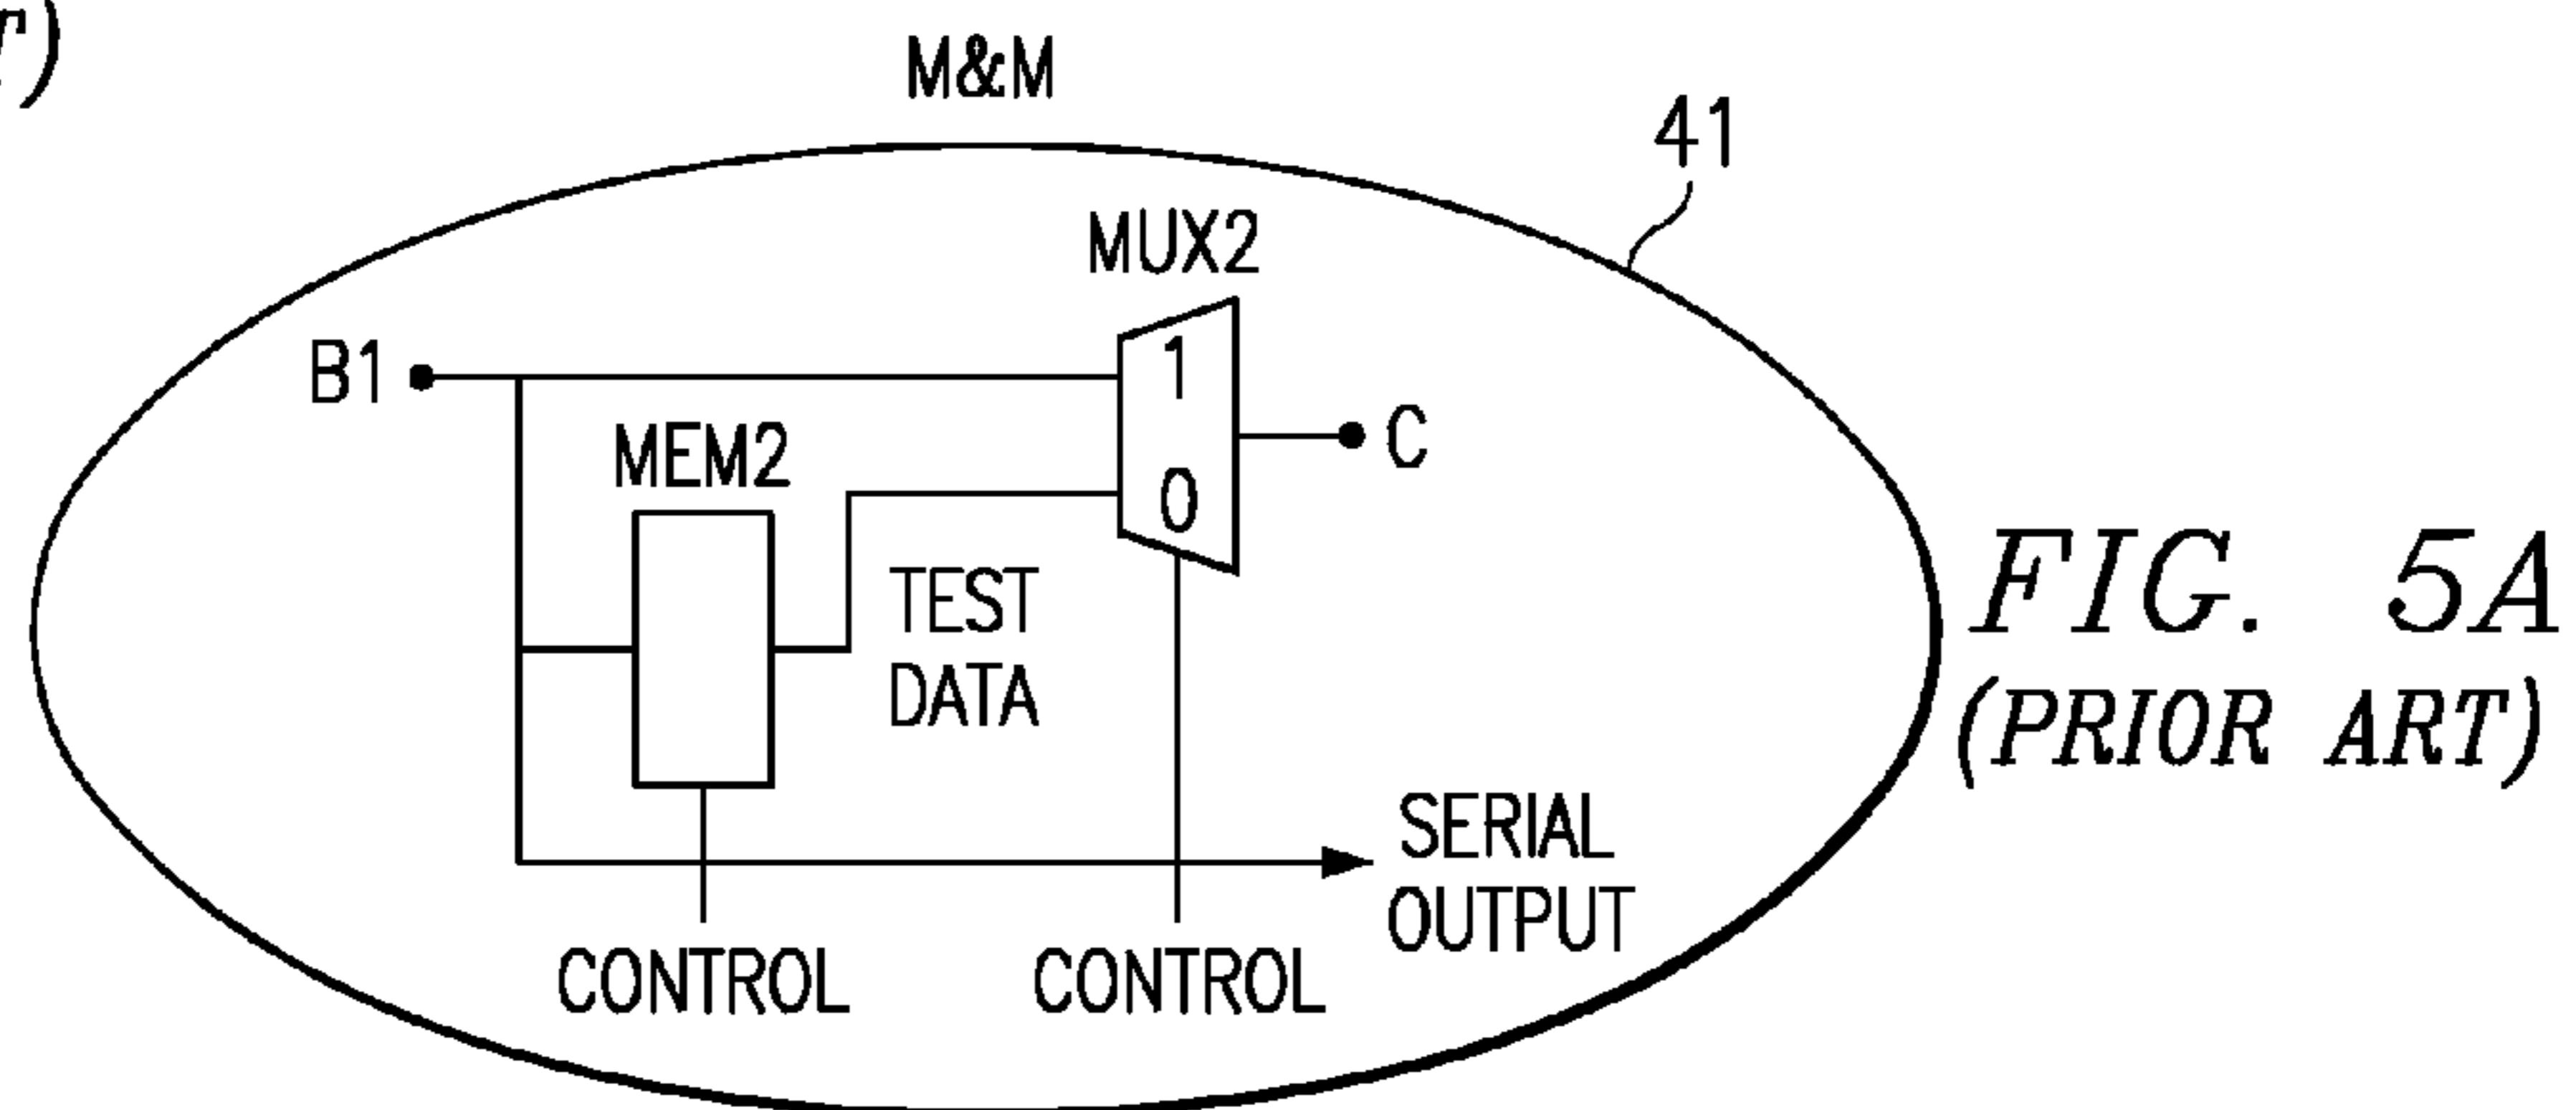 T)
M&M
41
MUX2
B1
1
MEM2
C
0
TEST
DATA
FIG. 5A
(PRIOR ART)
SERIAL
OUTPUT
CONTROL
CONTROL